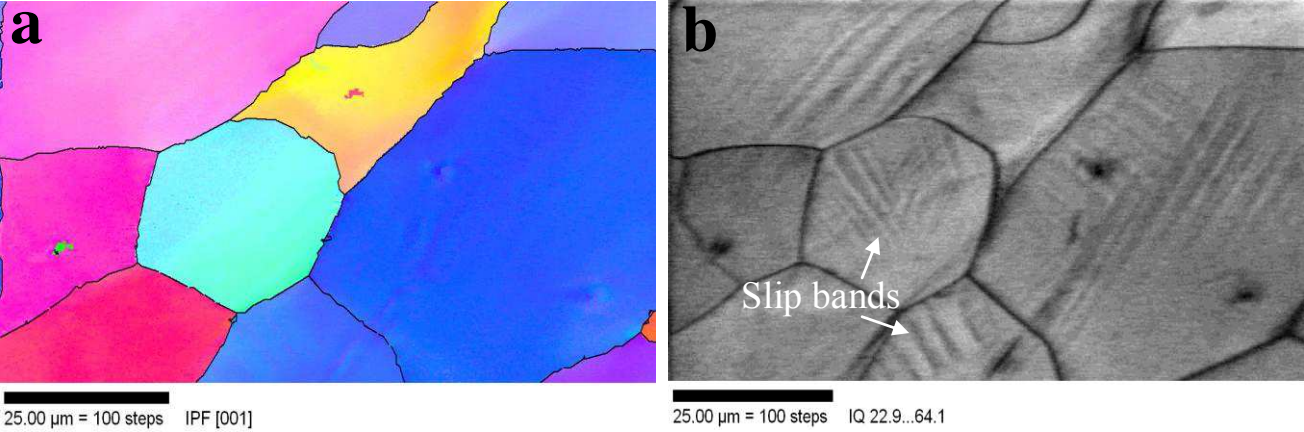 a
b
Slip bands
25.00 µm = 100 steps IPF [001]
25.00 µm = 100 steps IQ 22.9...64.1